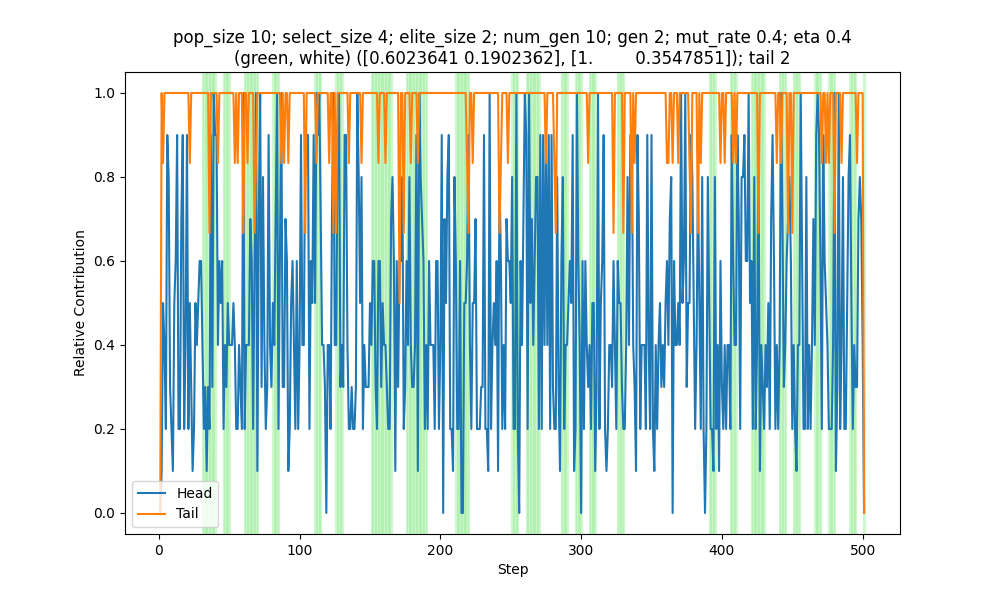 pop_size 10; select_size 4; elite_size 2; num_gen 10; gen 2; mut_rate 0.4; eta 0.4
(green, white) ([0.6023641 0.1902362], [1.         0.3547851]); tail 2
1.0
0.8
0.6
0.4
0.2
0.0
Relative Contribution
Head
Tail
0
100
200
300
400
500
Step